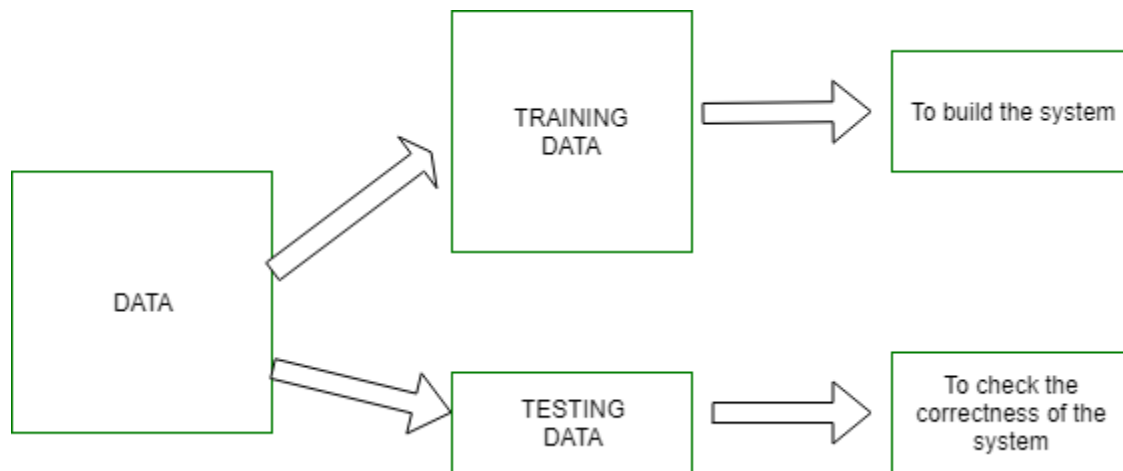 DATA
TRAINING
DATA
To build the system
TESTING
DATA
To check the
correctness of the
system